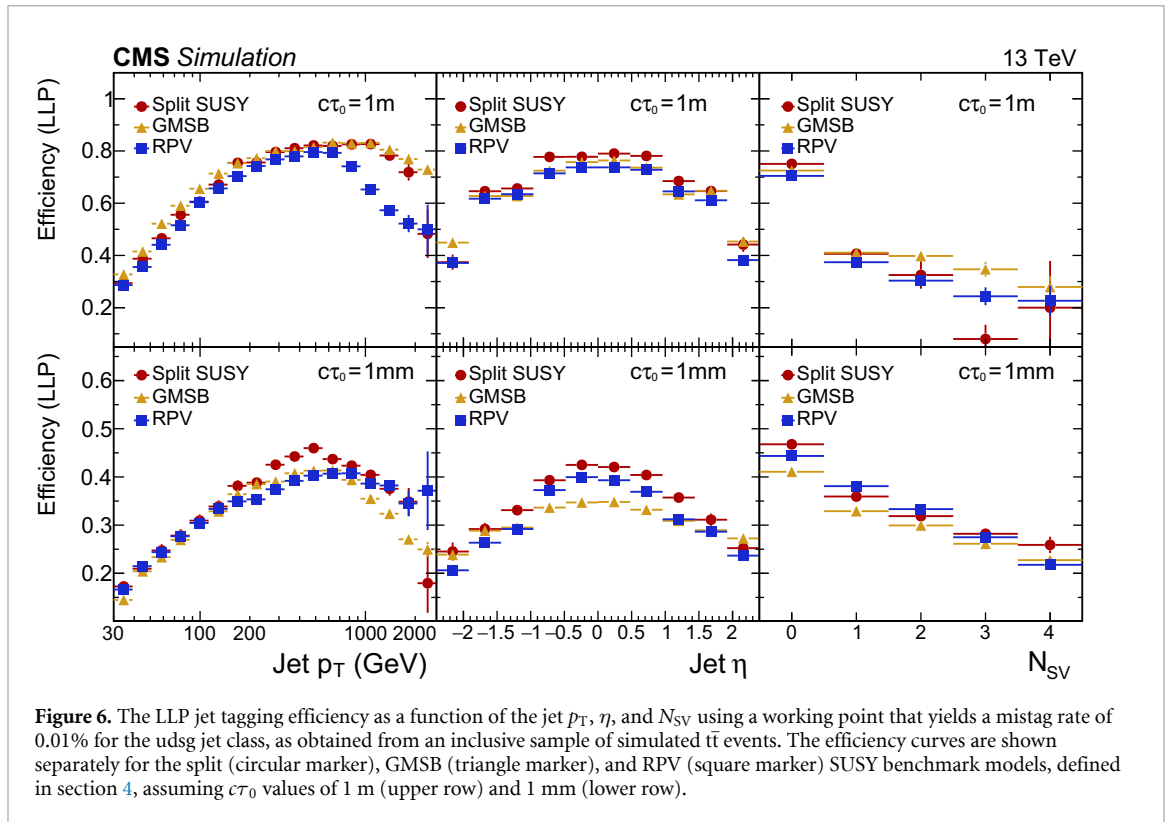 CMS Simulation 13 TeV
Efficiency (LLP)
1
0.8
0.6
0.4
0.2
Split SUSY
GMSB
RPV
cτ₀ = 1m
Split SUSY
GMSB
RPV
cτ₀ = 1m
Split SUSY
GMSB
RPV
cτ₀ = 1m
Efficiency (LLP)
0.6
0.5
0.4
0.3
0.2
Split SUSY
GMSB
RPV
cτ₀ = 1mm
Split SUSY
GMSB
RPV
cτ₀ = 1mm
Split SUSY
GMSB
RPV
cτ₀ = 1mm
30 100 200 1000 2000
Jet p_T (GeV)
−2 −1.5 −1 −0.5 0 0.5 1 1.5 2
Jet η
0 1 2 3 4
N_SV
Figure 6. The LLP jet tagging efficiency as a function of the jet p_T, η, and N_SV using a working point that yields a mistag rate of
0.01% for the udsg jet class, as obtained from an inclusive sample of simulated tt̄ events. The efficiency curves are shown
separately for the split (circular marker), GMSB (triangle marker), and RPV (square marker) SUSY benchmark models, defined
in section 4, assuming cτ₀ values of 1 m (upper row) and 1 mm (lower row).